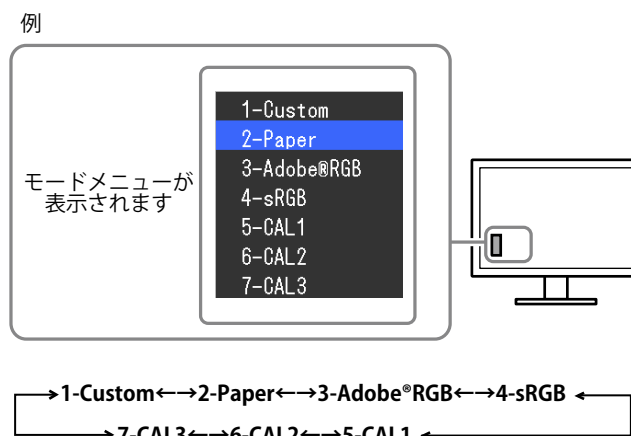 例
モードメニューが
表示されます
1-Custom
2-Paper
3-Adobe®RGB
4-sRGB
5-CAL1
6-CAL2
7-CAL3
→1-Custom←→2-Paper←→3-Adobe®RGB←→4-sRGB←
→7-CAL3←→6-CAL2←→5-CAL1←